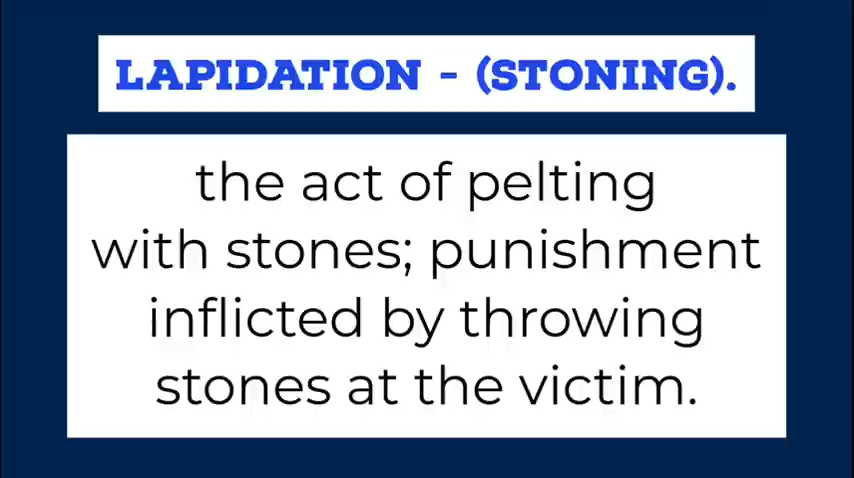 LAPIDATION - (STONING).
the act of pelting
with stones; punishment
inflicted by throwing
stones at the victim.